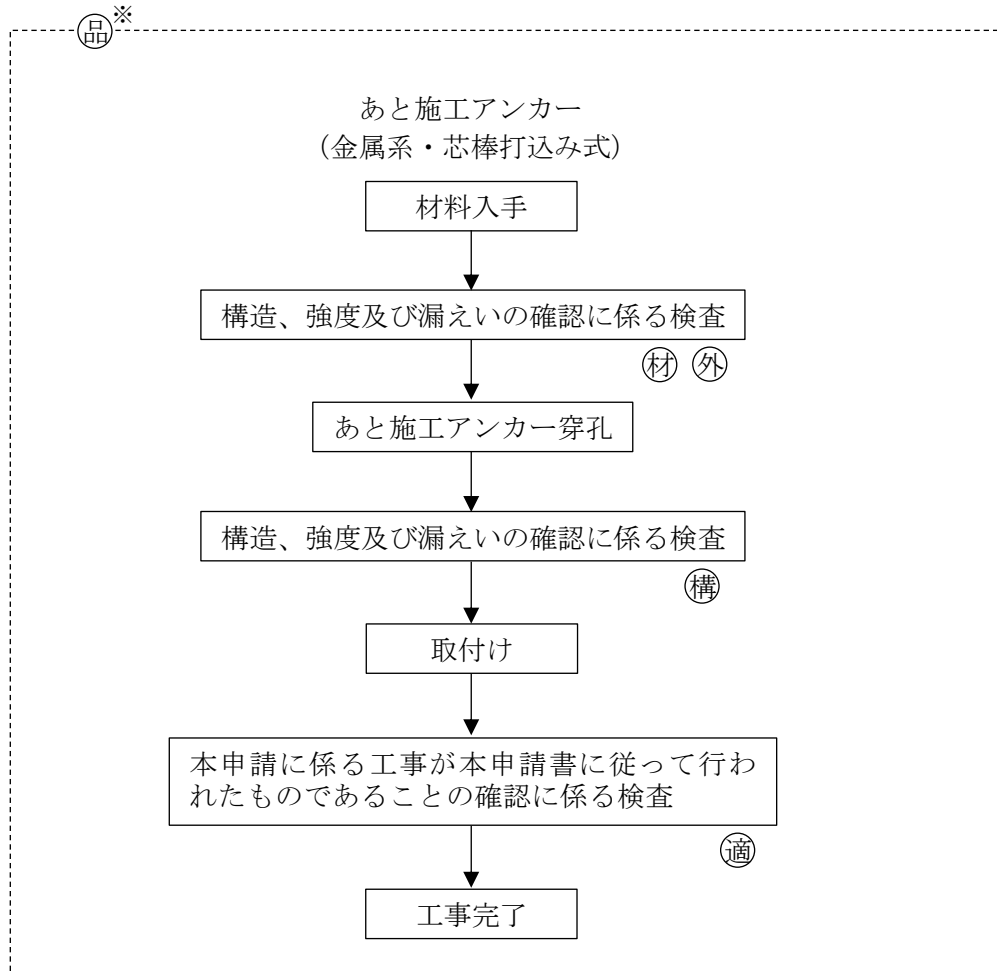 品※
あと施工アンカー
（金属系・芯棒打込み式）
材料入手
構造、強度及び漏えいの確認に係る検査
材 外
あと施工アンカー穿孔
構造、強度及び漏えいの確認に係る検査
構
取付け
本申請に係る工事が本申請書に従って行わ
れたものであることの確認に係る検査
適
工事完了